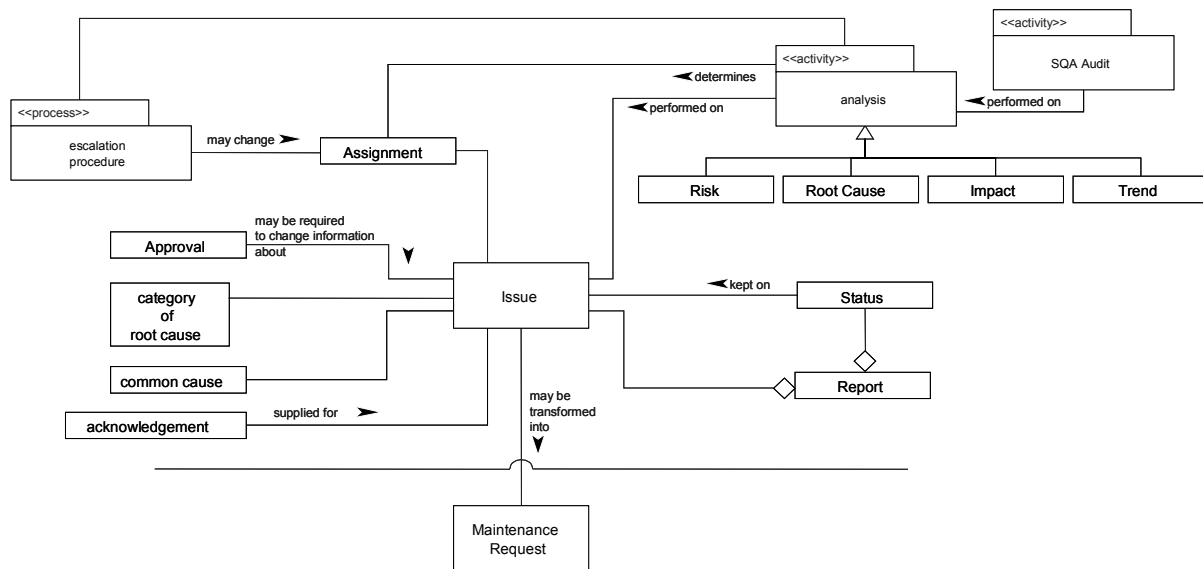 <<activity>>
SQA Audit
<<activity>>
analysis
determines
performed on
performed on
<<process>>
escalation
procedure
may change
Assignment
Risk
Root Cause
Impact
Trend
Approval
may be required
to change information
about
Issue
category
of
root cause
kept on
Status
common cause
Report
acknowledgement
supplied for
may be
transformed
into
Maintenance
Request